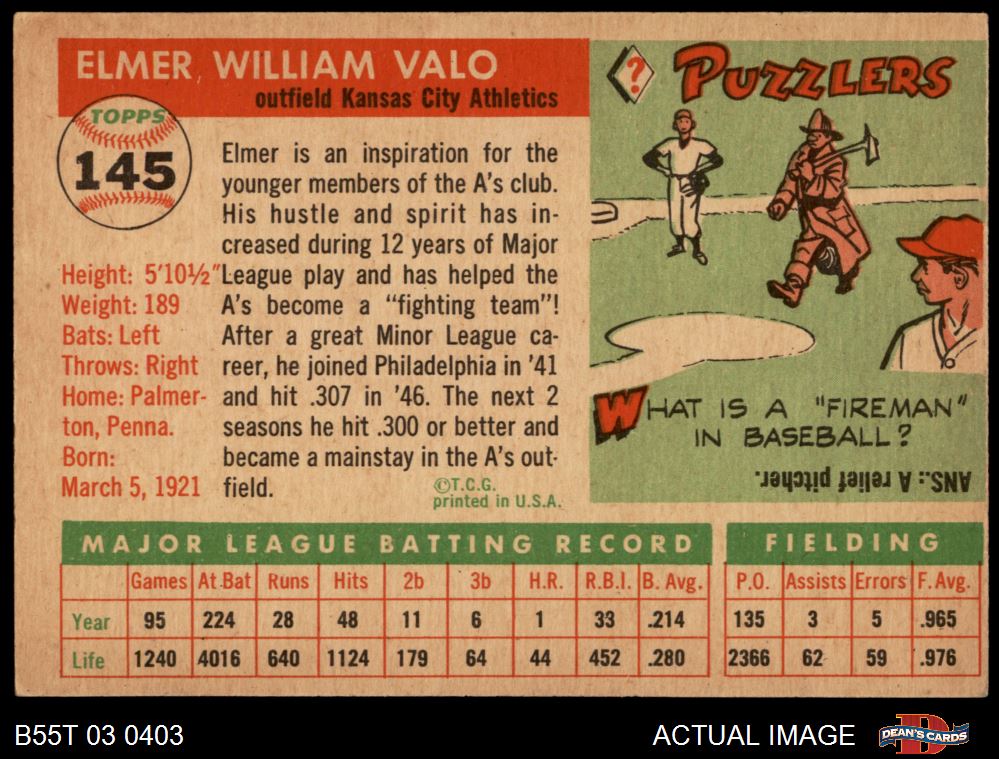 ELMER WILLIAM VALO
outfield Kansas City Athletics
TOPPS
145
Height: 5'10½"
Weight: 189
Bats: Left
Throws: Right
Home: Palmer-
ton, Penna.
Born:
March 5, 1921
Elmer is an inspiration for the
younger members of the A's club.
His hustle and spirit has in-
creased during 12 years of Major
League play and has helped the
A's become a "fighting team"!
After a great Minor League ca-
reer, he joined Philadelphia in '41
and hit .307 in '46. The next 2
seasons he hit .300 or better and
became a mainstay in the A's out-
field.
©T.C.G.
printed in U.S.A.
?
PUZZLERS
WHAT IS A "FIREMAN"
IN BASEBALL?
ANS.: A relief pitcher.
MAJOR LEAGUE BATTING RECORD
FIELDING
Games At Bat Runs Hits 2b 3b H.R. R.B.I. B. Avg. P.O. Assists Errors F. Avg.
Year 95 224 28 48 11 6 1 33 .214 135 3 5 .965
Life 1240 4016 640 1124 179 64 44 452 .280 2366 62 59 .976
B55T 03 0403
ACTUAL IMAGE
D
DEAN'S CARDS